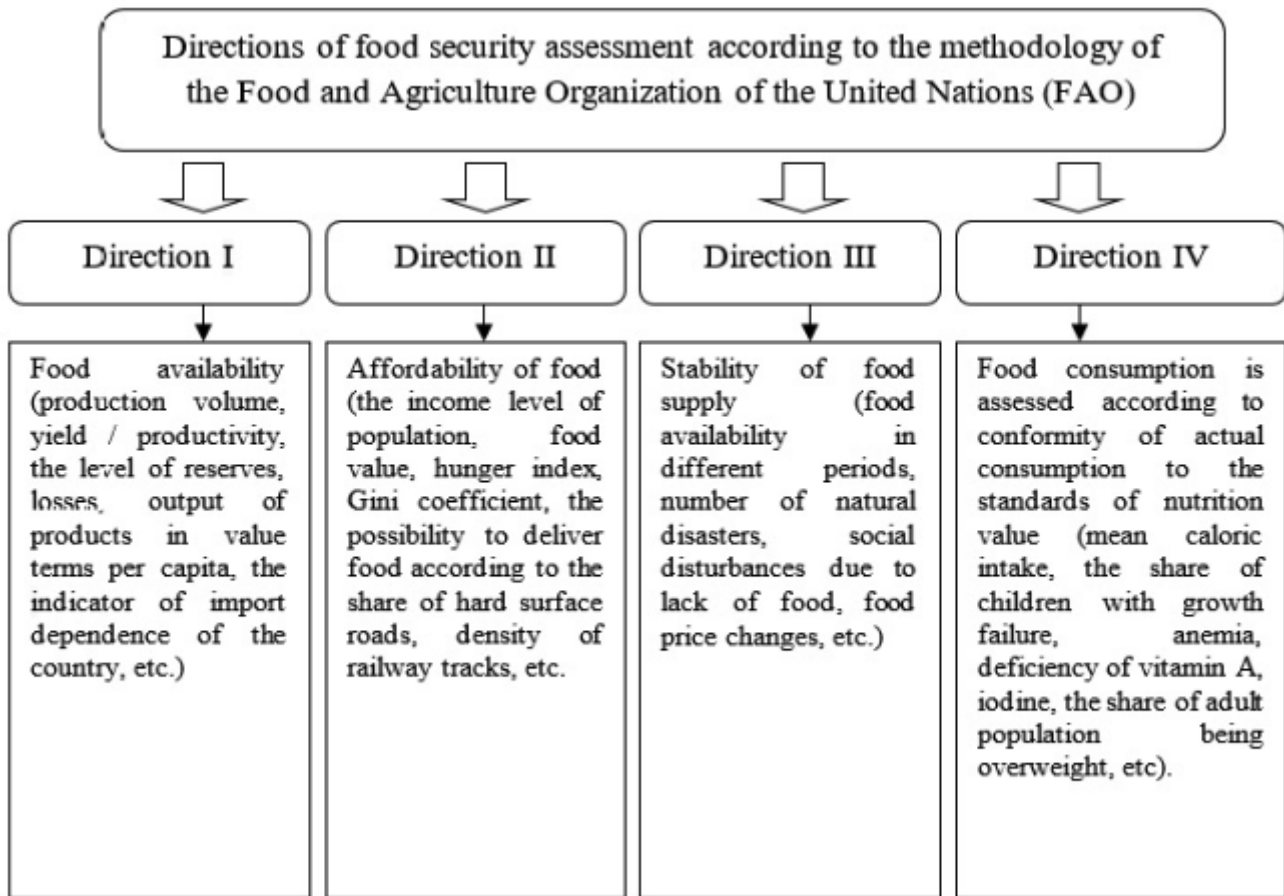 Directions of food security assessment according to the methodology of
the Food and Agriculture Organization of the United Nations (FAO)
Direction I
Direction II
Direction III
Direction IV
Food availability
(production volume,
yield / productivity,
the level of reserves,
losses, output of
products in value
terms per capita, the
indicator of import
dependence of the
country, etc.)
Affordability of food
(the income level of
population, food
value, hunger index,
Gini coefficient, the
possibility to deliver
food according to the
share of hard surface
roads, density of
railway tracks, etc.
Stability of food
supply (food
availability in
different periods,
number of natural
disasters, social
disturbances due to
lack of food, food
price changes, etc.)
Food consumption is
assessed according to
conformity of actual
consumption to the
standards of nutrition
value (mean caloric
intake, the share of
children with growth
failure, anemia,
deficiency of vitamin A,
iodine, the share of adult
population being
overweight, etc).